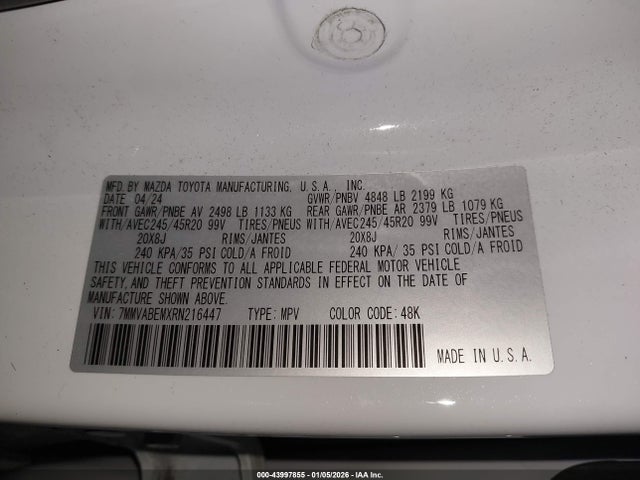 MFD. BY MAZDA TOYOTA MANUFACTURING, U.S.A., INC.
DATE 04/24 GVWR/PNBV 4848 LB 2199 KG
FRONT GAWR/PNBE AV 2498 LB 1133 KG REAR GAWR/PNBE AR 2379 LB 1079 KG
WITH/AVEC245/45R20 99V TIRES/PNEUS WITH/AVEC245/45R20 99V TIRES/PNEUS
20X8J RIMS/JANTES 20X8J RIMS/JANTES
240 KPA/35 PSI COLD/A FROID 240 KPA/35 PSI COLD/A FROID
THIS VEHICLE CONFORMS TO ALL APPLICABLE FEDERAL MOTOR VEHICLE
SAFETY, AND THEFT PREVENTION STANDARDS IN EFFECT ON THE DATE OF
MANUFACTURE SHOWN ABOVE.
VIN: 7MMVABEMXRN216447 TYPE: MPV COLOR CODE: 48K
MADE IN U.S.A.
000-43997855 - 01/05/2026 - IAA Inc.